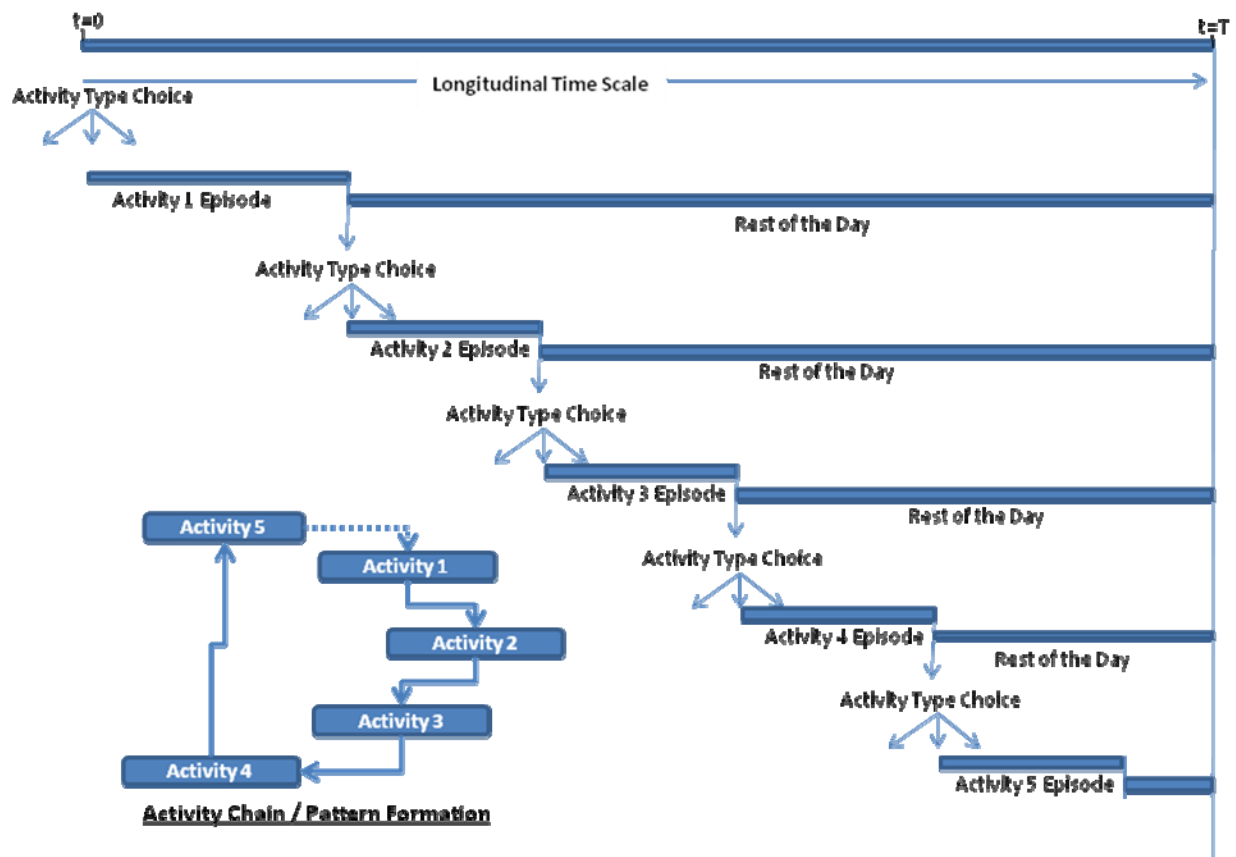 t=0
t=T
Longitudinal Time Scale
Activity Type Choice
Activity 1 Episode
Rest of the Day
Activity Type Choice
Activity 2 Episode
Rest of the Day
Activity Type Choice
Activity 3 Episode
Rest of the Day
Activity 5
Activity 1
Activity 2
Activity 3
Activity 4
Activity Chain / Pattern Formation
Activity Type Choice
Activity 4 Episode
Rest of the Day
Activity Type Choice
Activity 5 Episode